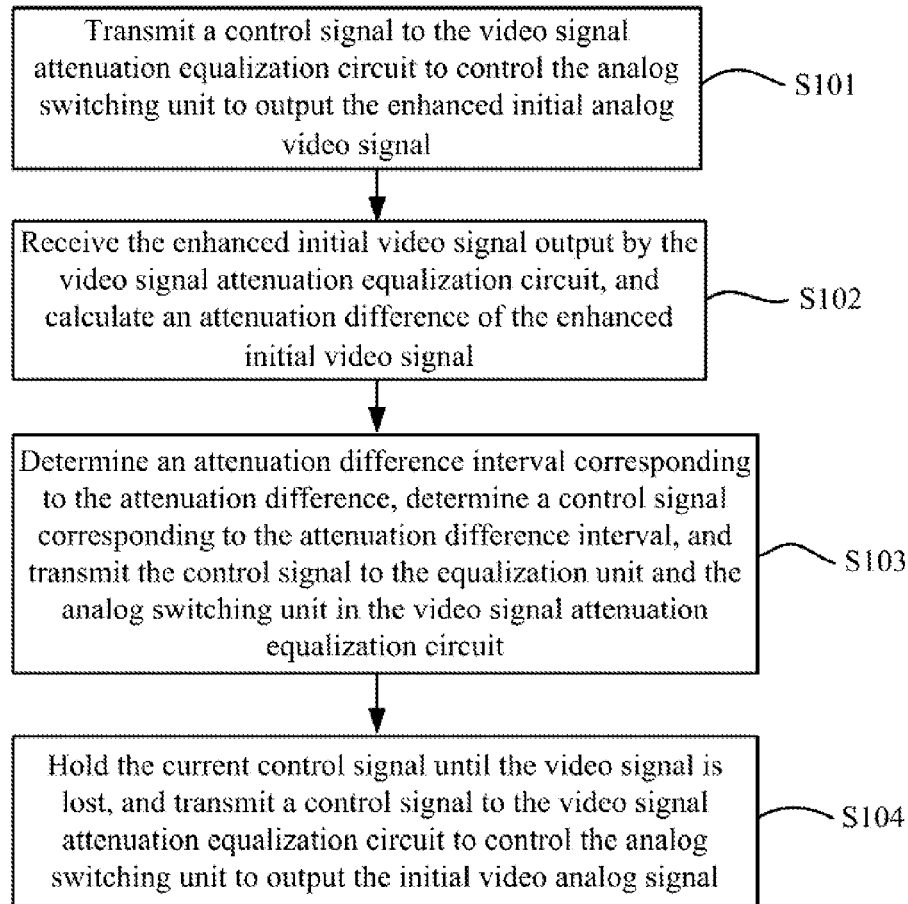 Transmit a control signal to the video signal
attenuation equalization circuit to control the analog
switching unit to output the enhanced initial analog
video signal
S101
Receive the enhanced initial video signal output by the
video signal attenuation equalization circuit, and
calculate an attenuation difference of the enhanced
initial video signal
S102
Determine an attenuation difference interval corresponding
to the attenuation difference, determine a control signal
corresponding to the attenuation difference interval, and
transmit the control signal to the equalization unit and the
analog switching unit in the video signal attenuation
equalization circuit
S103
Hold the current control signal until the video signal is
lost, and transmit a control signal to the video signal
attenuation equalization circuit to control the analog
switching unit to output the initial video analog signal
S104